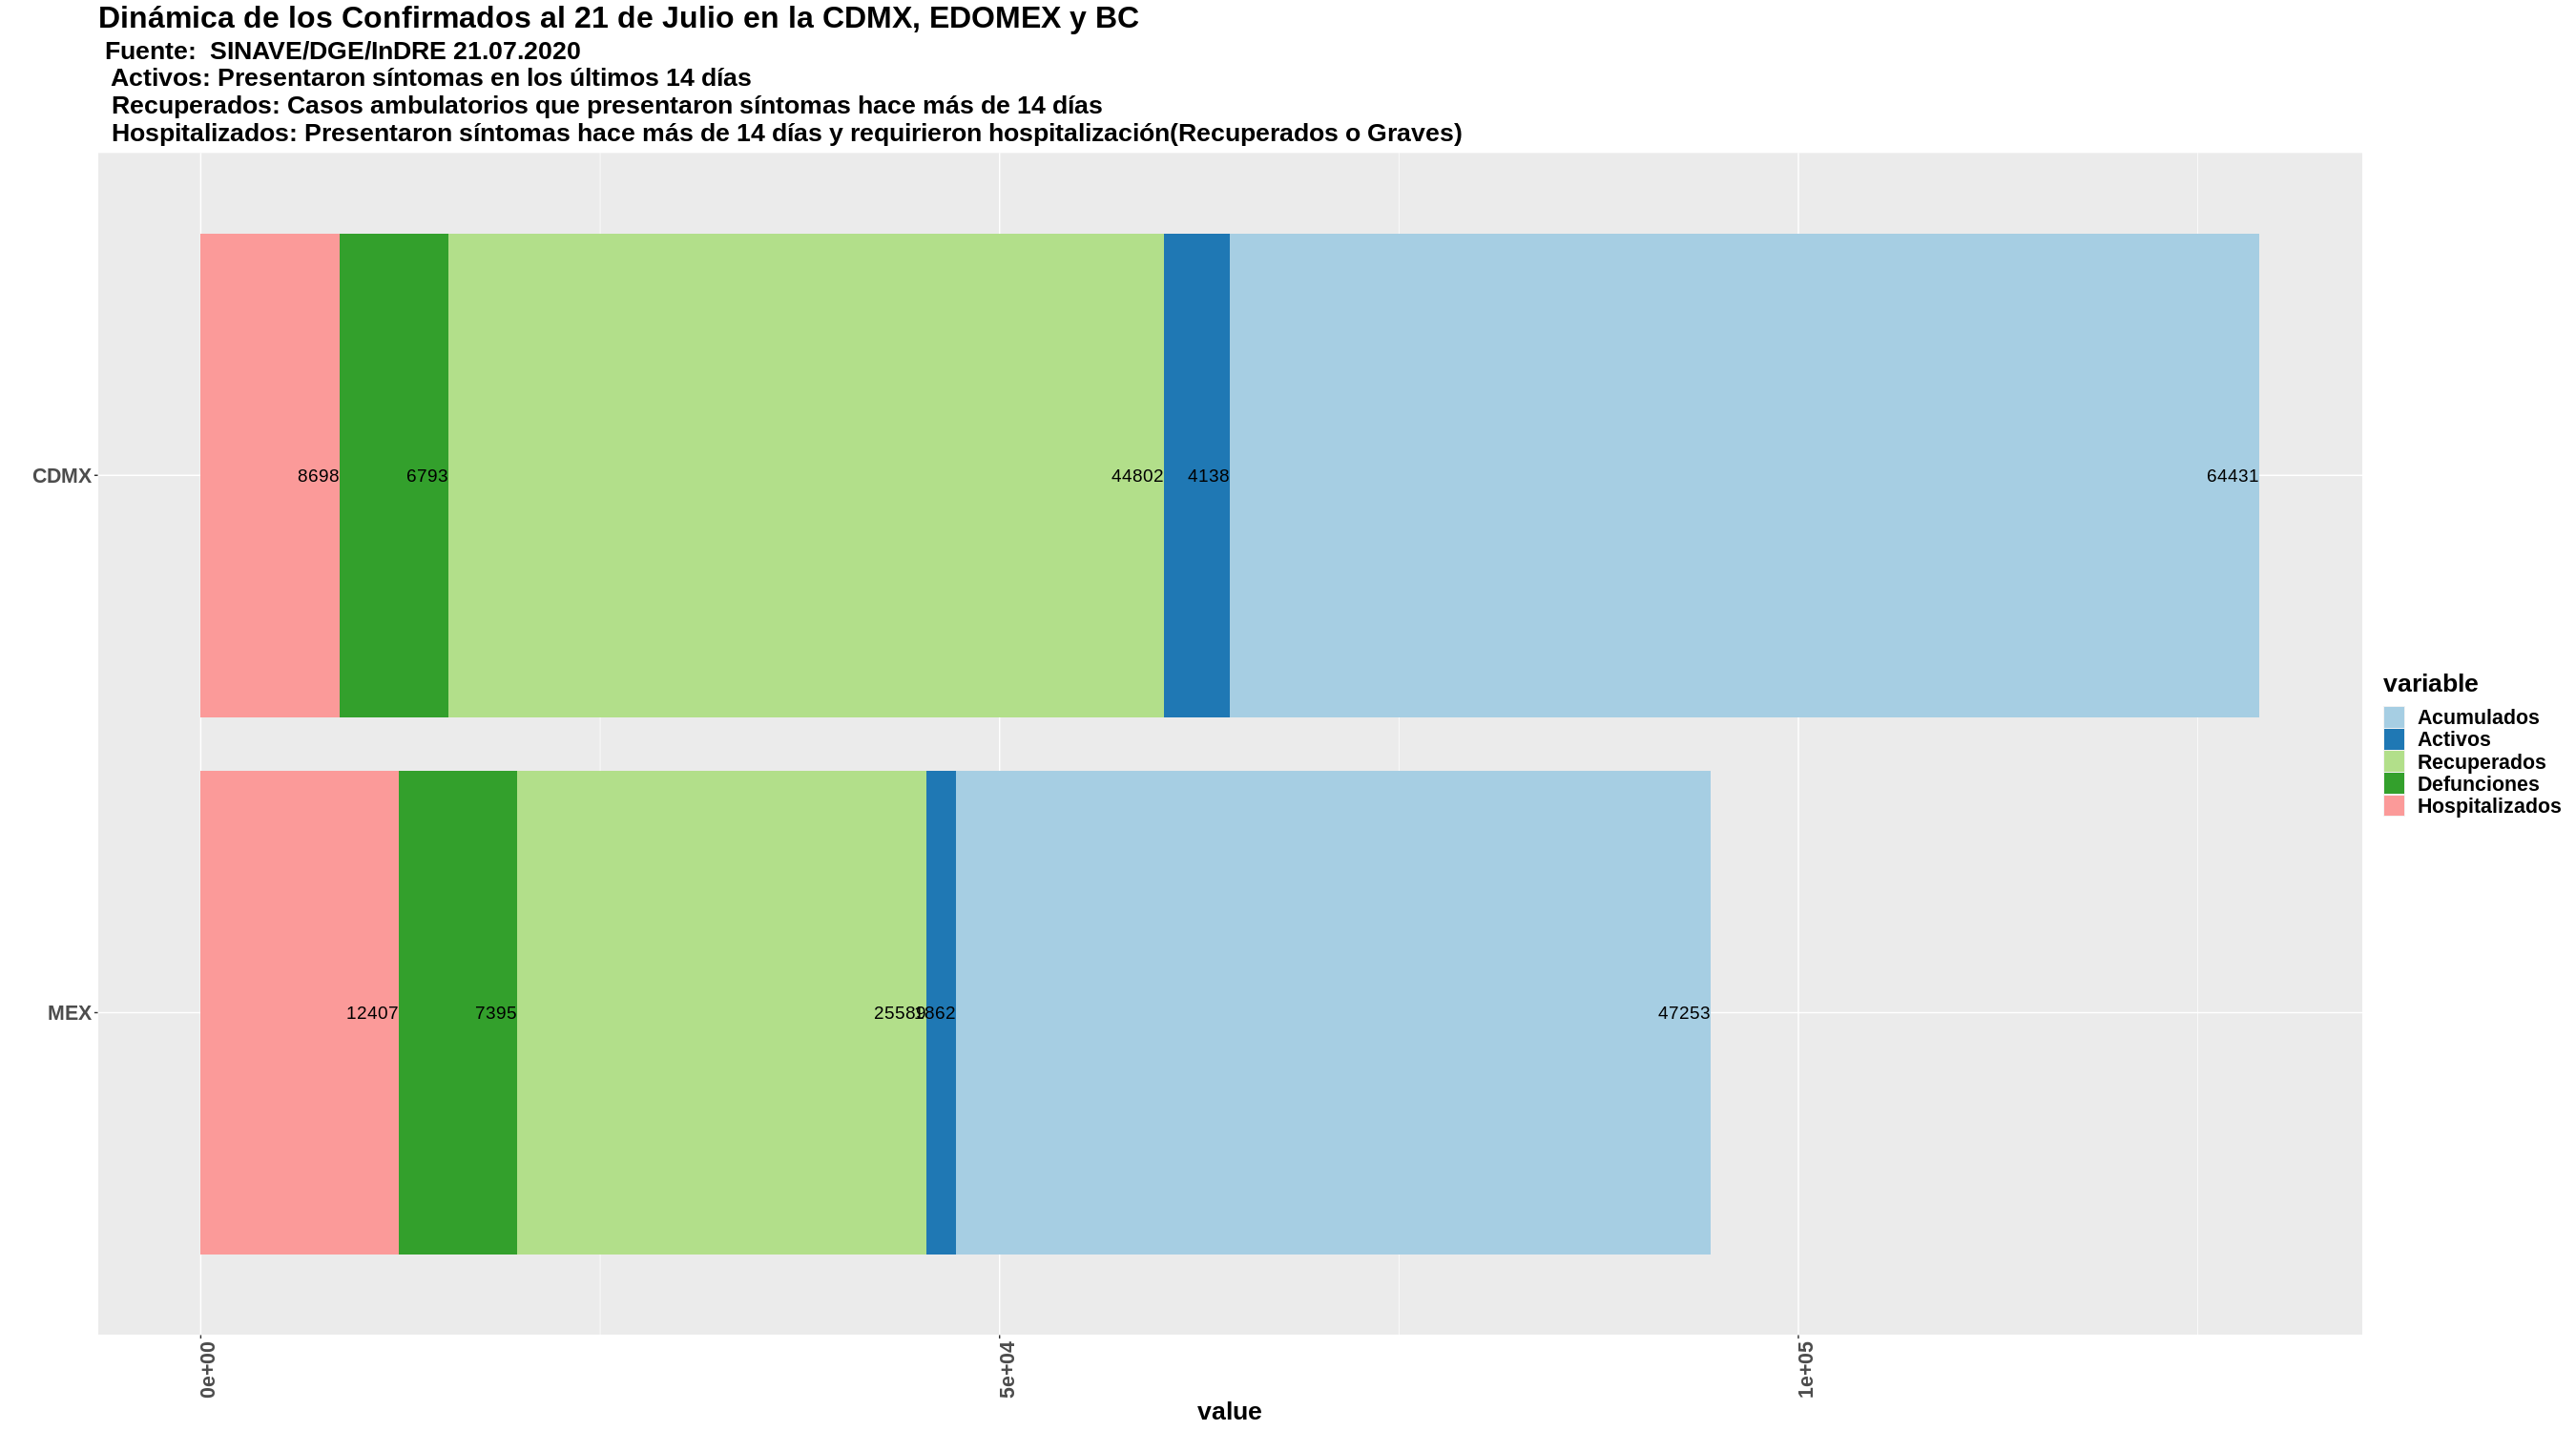 Dinámica de los Confirmados al 21 de Julio en la CDMX, EDOMEX y BC
Fuente:  SINAVE/DGE/InDRE 21.07.2020
Activos: Presentaron síntomas en los últimos 14 días
Recuperados: Casos ambulatorios que presentaron síntomas hace más de 14 días
Hospitalizados: Presentaron síntomas hace más de 14 días y requirieron hospitalización(Recuperados o Graves)
CDMX 8698 6793 44802 4138 64431
MEX 12407 7395 25589 1862 47253
0e+00 5e+04 1e+05
value
variable
Acumulados
Activos
Recuperados
Defunciones
Hospitalizados